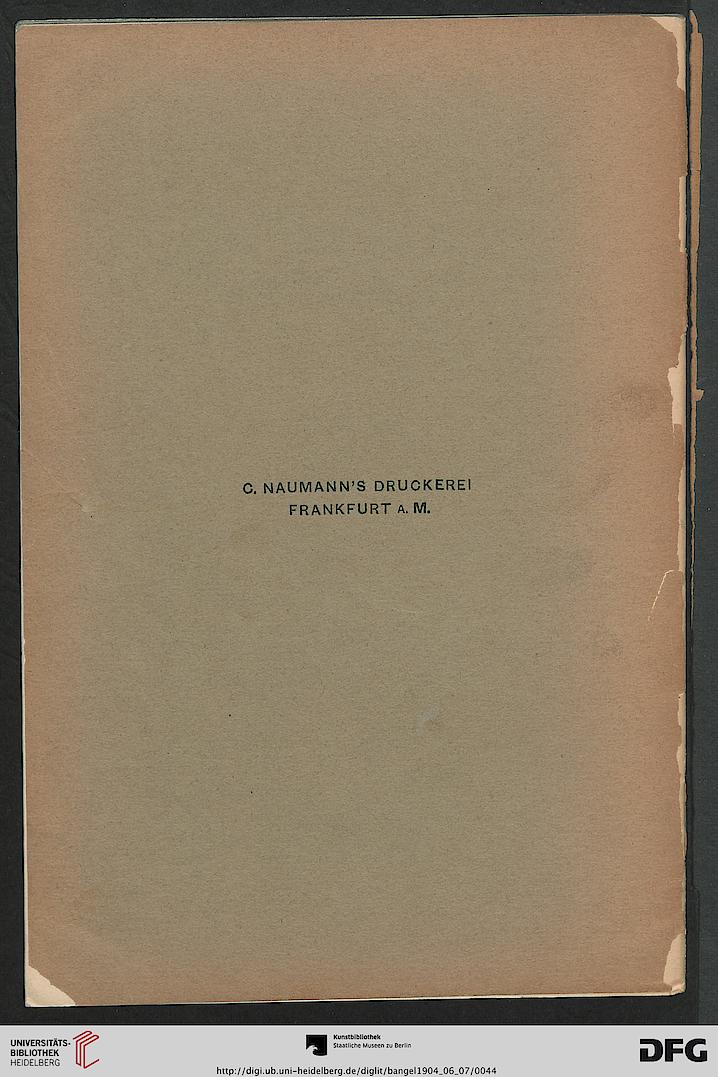 C. NAUMANN'S DRUCKEREI
FRANKFURT A. M.
UNIVERSITÄTS-
BIBLIOTHEK
HEIDELBERG
Kunstbibliothek
Staatliche Museen zu Berlin
DFG
http://digi.ub.uni-heidelberg.de/diglit/bangel1904_06_07/0044